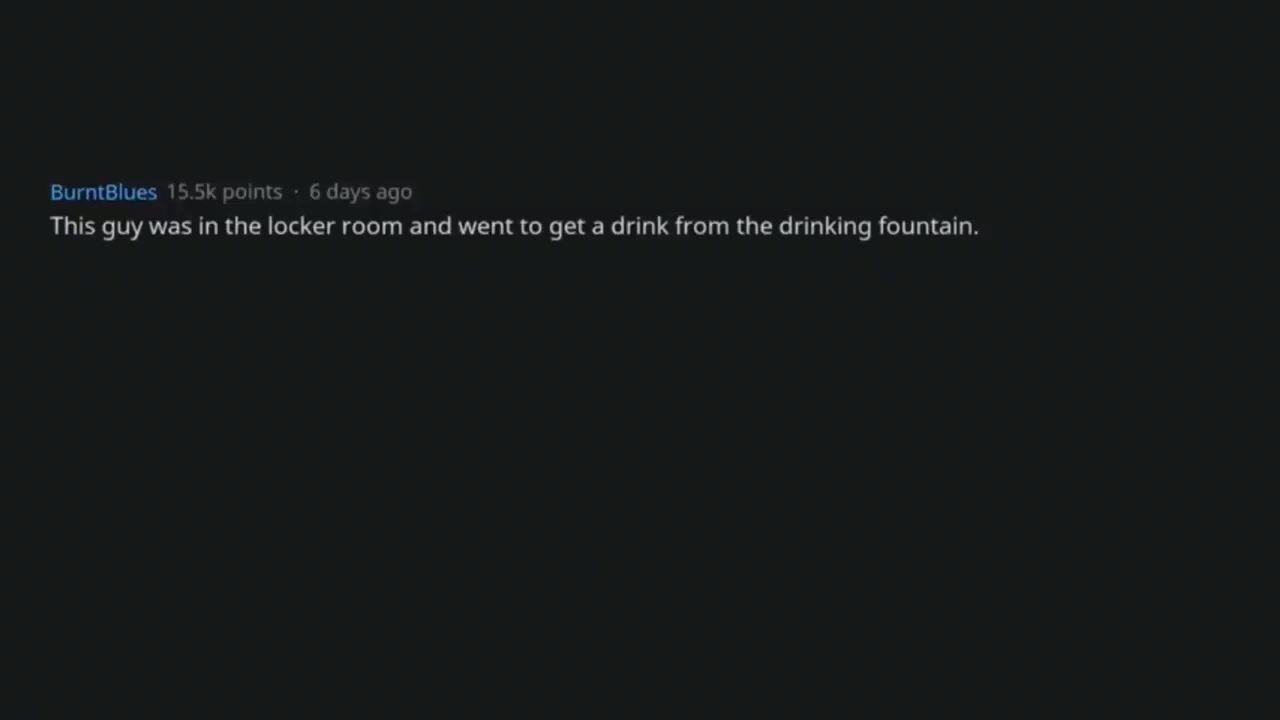 BurntBlues 15.5k points · 6 days ago
This guy was in the locker room and went to get a drink from the drinking fountain.